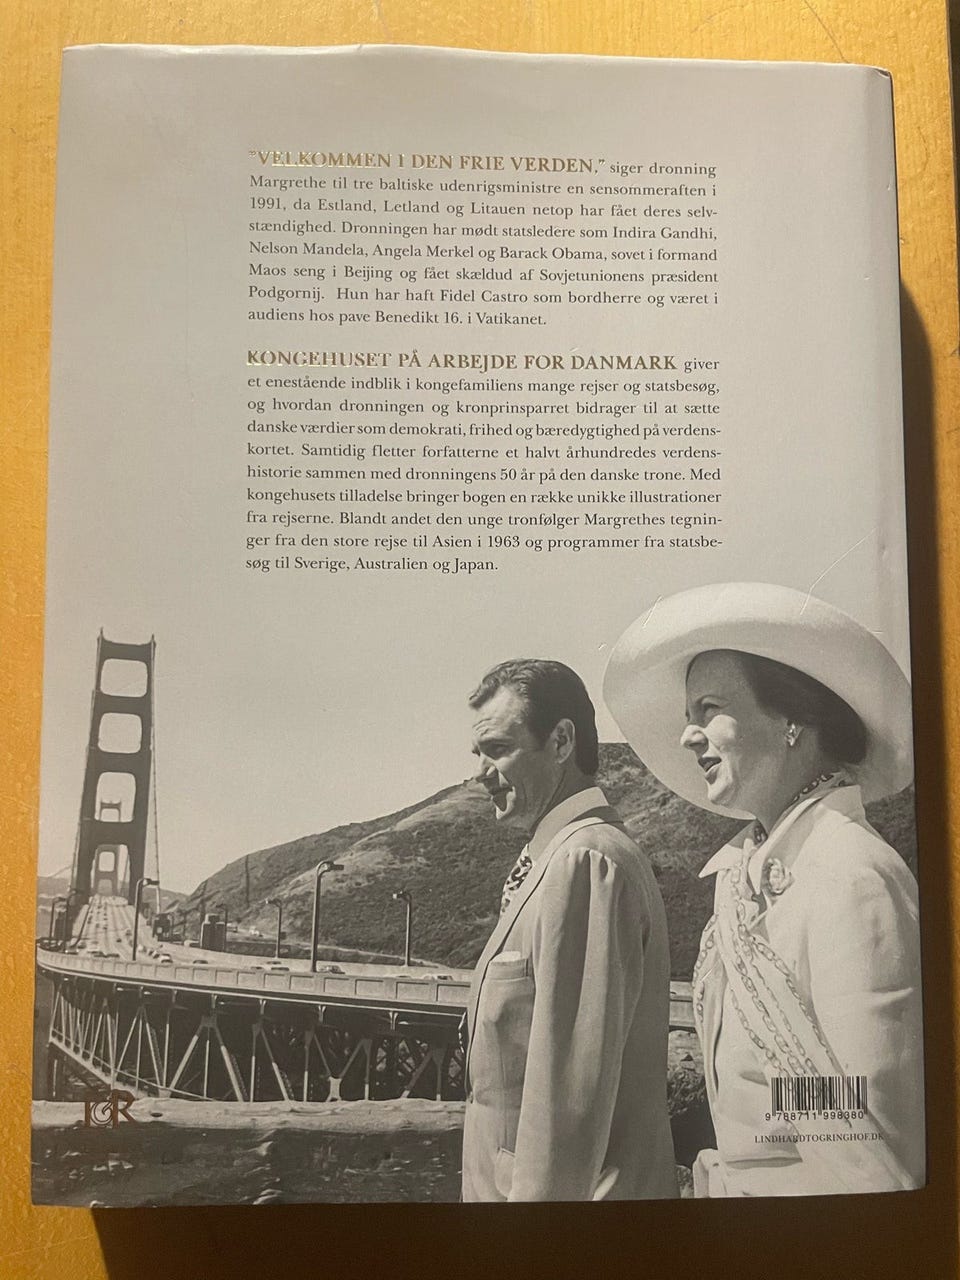 "VELKOMMEN I DEN FRIE VERDEN," siger dronning
Margrethe til tre baltiske udenrigsministre en sensommeraften i
1991, da Estland, Letland og Litauen netop har fået deres selv-
stændighed. Dronningen har mødt statsledere som Indira Gandhi,
Nelson Mandela, Angela Merkel og Barack Obama, sovet i formand
Maos seng i Beijing og fået skældud af Sovjetunionens præsident
Podgornij. Hun har haft Fidel Castro som bordherre og været i
audiens hos pave Benedikt 16. i Vatikanet.
KONGEHUSET PÅ ARBEJDE FOR DANMARK giver
et enestående indblik i kongefamiliens mange rejser og statsbesøg,
og hvordan dronningen og kronprinsparret bidrager til at sætte
danske værdier som demokrati, frihed og bæredygtighed på verdens-
kortet. Samtidig fletter forfatterne et halvt århundredes verdens-
historie sammen med dronningens 50 år på den danske trone. Med
kongehusets tilladelse bringer bogen en række unikke illustrationer
fra rejserne. Blandt andet den unge tronfølger Margrethes tegnin-
ger fra den store rejse til Asien i 1963 og programmer fra statsbe-
søg til Sverige, Australien og Japan.
L&R
9 788711 998380
LINDHARDTOGRINGHOF.DK